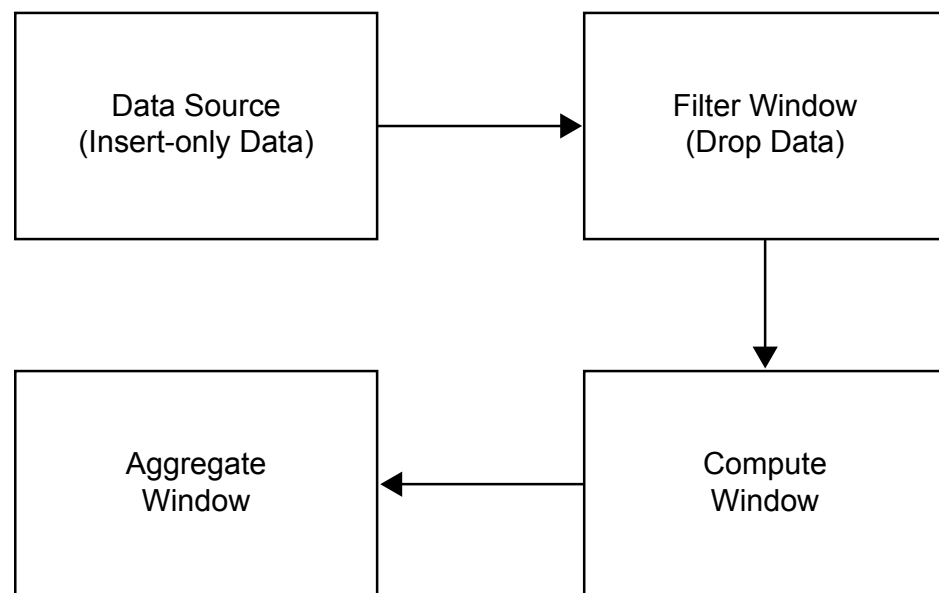 Data Source
(Insert-only Data)
Filter Window
(Drop Data)
Aggregate
Window
Compute
Window